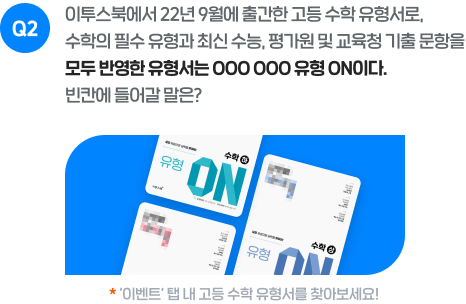 Q2
이투스북에서 22년 9월에 출간한 고등 수학 유형서로,
수학의 필수 유형과 최신 수능, 평가원 및 교육청 기출 문항을
모두 반영한 유형서는 OOO OOO 유형 ON이다.
빈칸에 들어갈 말은?
수학 상
유형
ON
수학 하
유형
ON
* '이벤트' 탭 내 고등 수학 유형서를 찾아보세요!